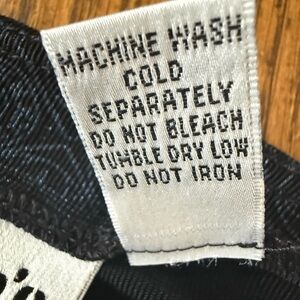 MACHINE WASH
COLD
SEPARATELY
DO NOT BLEACH
TUMBLE DRY LOW
DO NOT IRON